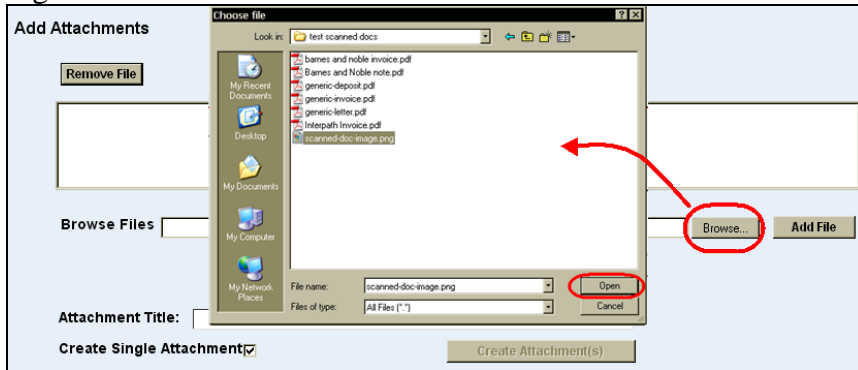 Add Attachments
Choose file
Look in: test scanned docs
Remove File
My Recent
Documents
Desktop
My Documents
My Computer
My Network
Places
barnes and noble invoice.pdf
Barnes and Noble note.pdf
generic-deposit.pdf
generic-invoice.pdf
generic-letter.pdf
Interpath Invoice.pdf
scanned-doc-image.png
Browse Files
Browse...
Add File
File name: scanned-doc-image.png
Open
Files of type: All Files (*.*)
Cancel
Attachment Title:
Create Single Attachment
Create Attachment(s)